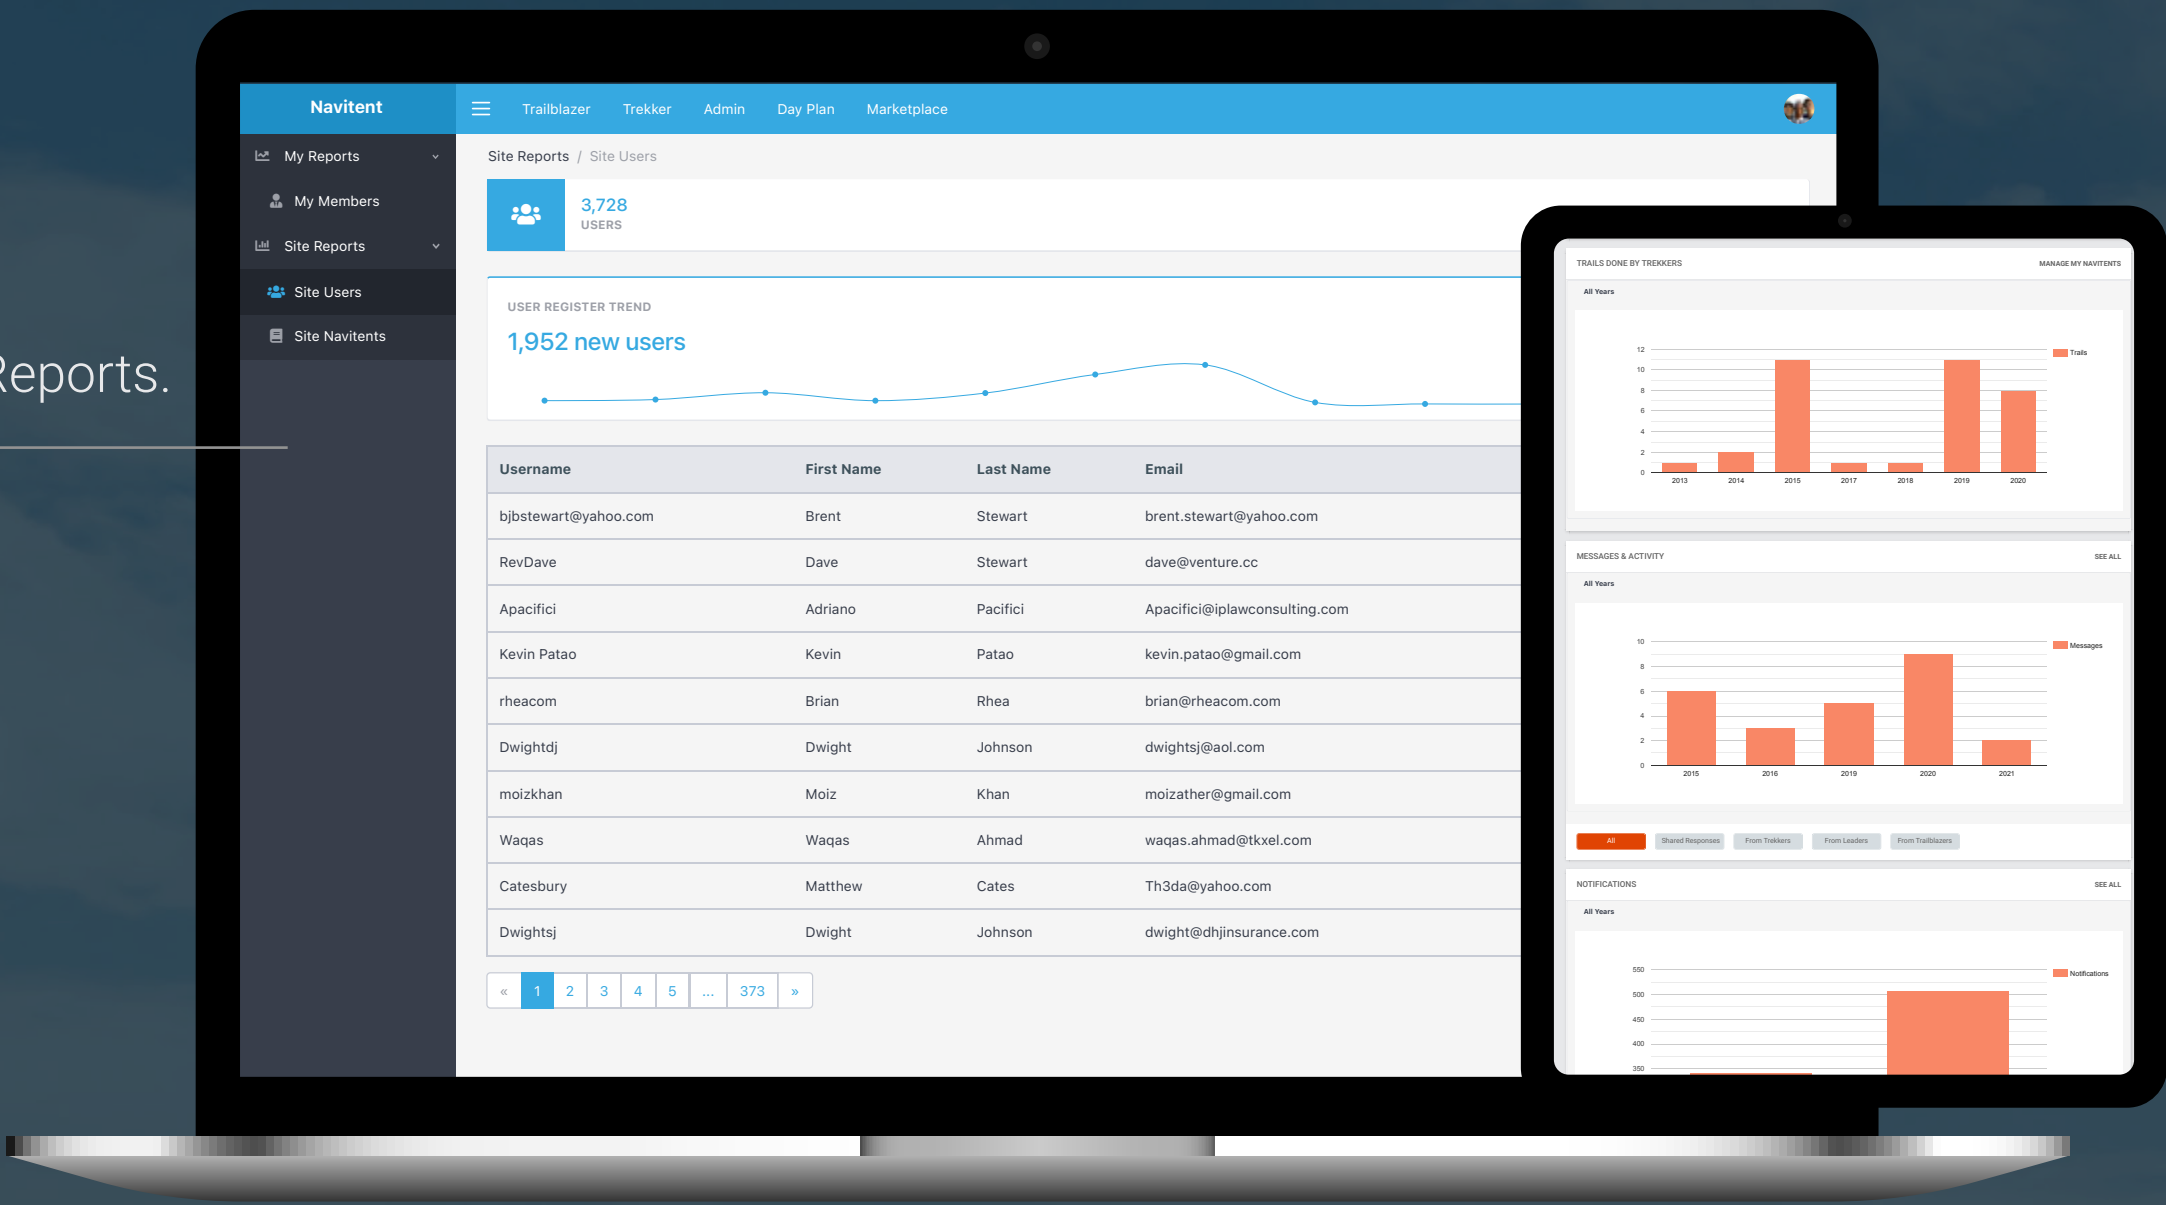 Reports.
Navitent
Trailblazer Trekker Admin Day Plan Marketplace
My Reports
My Members
Site Reports
Site Users
Site Navitents
Site Reports / Site Users
3,728
USERS
USER REGISTER TREND
1,952 new users
Username First Name Last Name Email
bjbstewart@yahoo.com Brent Stewart brent.stewart@yahoo.com
RevDave Dave Stewart dave@venture.cc
Apacifici Adriano Pacifici Apacifici@iplawconsulting.com
Kevin Patao Kevin Patao kevin.patao@gmail.com
rheacom Brian Rhea brian@rheacom.com
Dwightdj Dwight Johnson dwightsj@aol.com
moizkhan Moiz Khan moizather@gmail.com
Waqas Waqas Ahmad waqas.ahmad@tkxel.com
Catesbury Matthew Cates Th3da@yahoo.com
Dwightsj Dwight Johnson dwight@dhjinsurance.com
« 1 2 3 4 5 ... 373 »
TRAILS DONE BY TREKKERS MANAGE MY NAVITENTS
All Years
12
10
8
6
4
2
0
Trails
2013 2014 2015 2017 2018 2019 2020
MESSAGES & ACTIVITY SEE ALL
All Years
10
8
6
4
2
0
Messages
2015 2016 2019 2020 2021
All Shared Responses From Trekkers From Leaders From Trailblazers
NOTIFICATIONS SEE ALL
All Years
550
500
450
400
350
Notifications